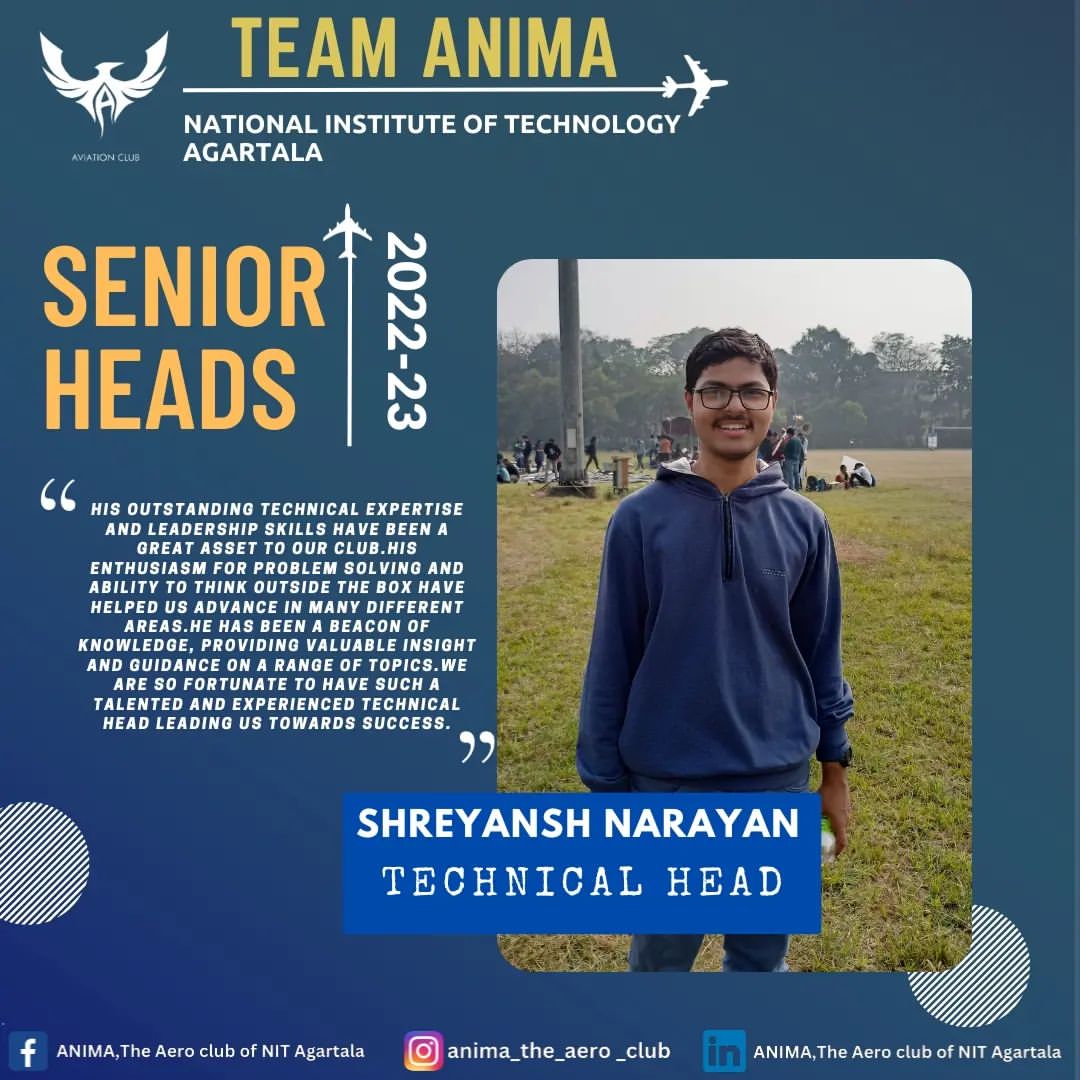 TEAM ANIMA
AVIATION CLUB
NATIONAL INSTITUTE OF TECHNOLOGY
AGARTALA
SENIOR
HEADS
2022-23
“
HIS OUTSTANDING TECHNICAL EXPERTISE
AND LEADERSHIP SKILLS HAVE BEEN A
GREAT ASSET TO OUR CLUB.HIS
ENTHUSIASM FOR PROBLEM SOLVING AND
ABILITY TO THINK OUTSIDE THE BOX HAVE
HELPED US ADVANCE IN MANY DIFFERENT
AREAS.HE HAS BEEN A BEACON OF
KNOWLEDGE, PROVIDING VALUABLE INSIGHT
AND GUIDANCE ON A RANGE OF TOPICS.WE
ARE SO FORTUNATE TO HAVE SUCH A
TALENTED AND EXPERIENCED TECHNICAL
HEAD LEADING US TOWARDS SUCCESS.
”
SHREYANSH NARAYAN
TECHNICAL HEAD
ANIMA,The Aero club of NIT Agartala
anima_the_aero _club
ANIMA,The Aero club of NIT Agartala